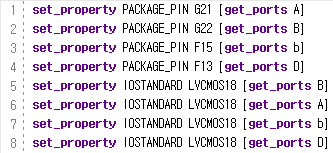 1 set_property PACKAGE_PIN G21 [get_ports A]
2 set_property PACKAGE_PIN G22 [get_ports B]
3 set_property PACKAGE_PIN F15 [get_ports b]
4 set_property PACKAGE_PIN F13 [get_ports D]
5 set_property IOSTANDARD LVCMOS18 [get_ports B]
6 set_property IOSTANDARD LVCMOS18 [get_ports A]
7 set_property IOSTANDARD LVCMOS18 [get_ports b]
8 set_property IOSTANDARD LVCMOS18 [get_ports D]